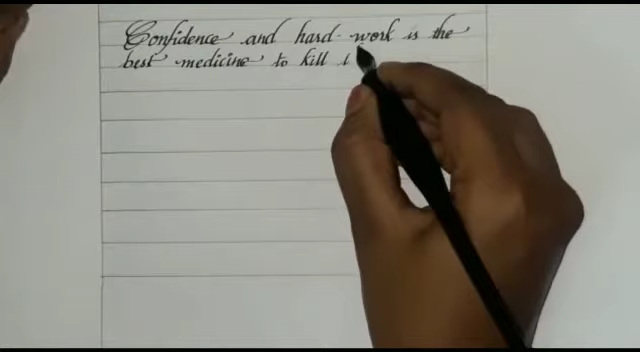 Confidence and hard work is the
best medicine to kill t